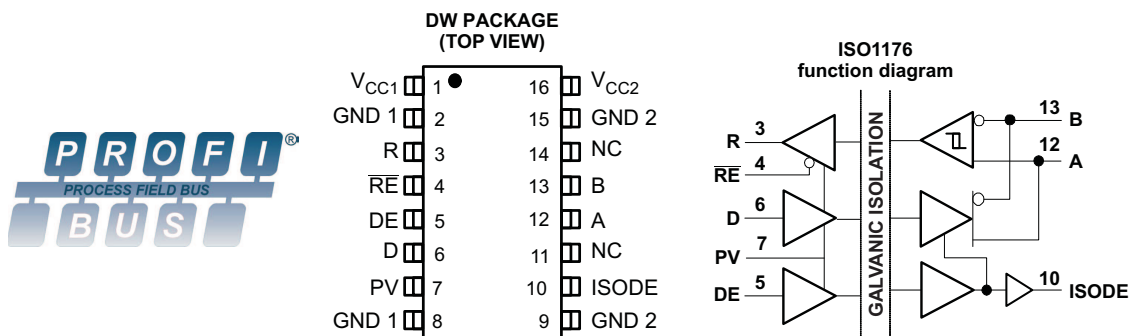 PROFI®
PROCESS FIELD BUS
BUS
DW PACKAGE
(TOP VIEW)
VCC1 1 16 VCC2
GND 1 2 15 GND 2
R 3 14 NC
RE 4 13 B
DE 5 12 A
D 6 11 NC
PV 7 10 ISODE
GND 1 8 9 GND 2
ISO1176
function diagram
GALVANIC ISOLATION
R 3
RE 4
D 6
PV 7
DE 5
13 B
12 A
10 ISODE